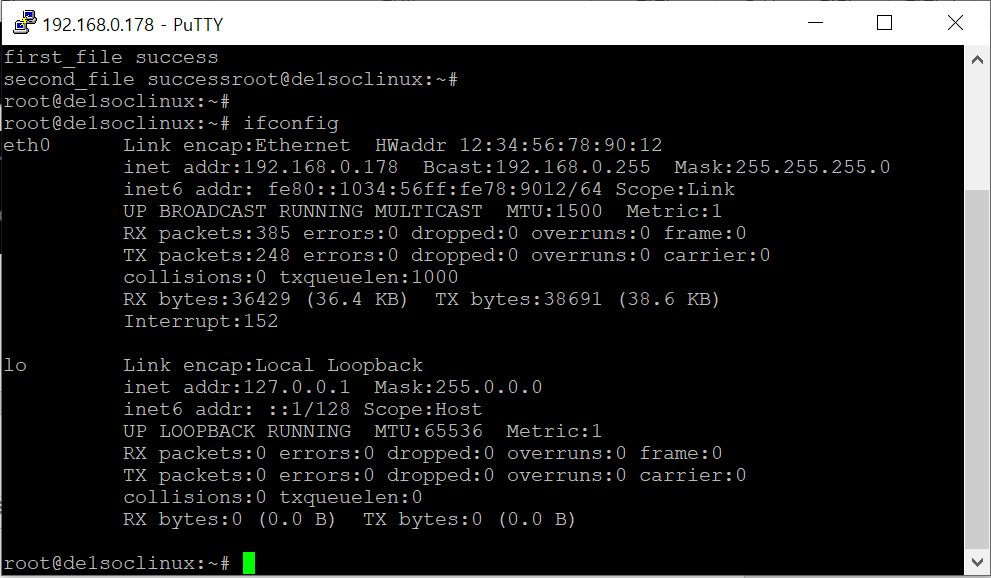 192.168.0.178 - PuTTY
first_file success
second_file successroot@de1soclinux:~#
root@de1soclinux:~#
root@de1soclinux:~# ifconfig
eth0      Link encap:Ethernet  HWaddr 12:34:56:78:90:12
          inet addr:192.168.0.178  Bcast:192.168.0.255  Mask:255.255.255.0
          inet6 addr: fe80::1034:56ff:fe78:9012/64 Scope:Link
          UP BROADCAST RUNNING MULTICAST  MTU:1500  Metric:1
          RX packets:385 errors:0 dropped:0 overruns:0 frame:0
          TX packets:248 errors:0 dropped:0 overruns:0 carrier:0
          collisions:0 txqueuelen:1000
          RX bytes:36429 (36.4 KB)  TX bytes:38691 (38.6 KB)
          Interrupt:152
lo        Link encap:Local Loopback
          inet addr:127.0.0.1  Mask:255.0.0.0
          inet6 addr: ::1/128 Scope:Host
          UP LOOPBACK RUNNING  MTU:65536  Metric:1
          RX packets:0 errors:0 dropped:0 overruns:0 frame:0
          TX packets:0 errors:0 dropped:0 overruns:0 carrier:0
          collisions:0 txqueuelen:0
          RX bytes:0 (0.0 B)  TX bytes:0 (0.0 B)
root@de1soclinux:~#